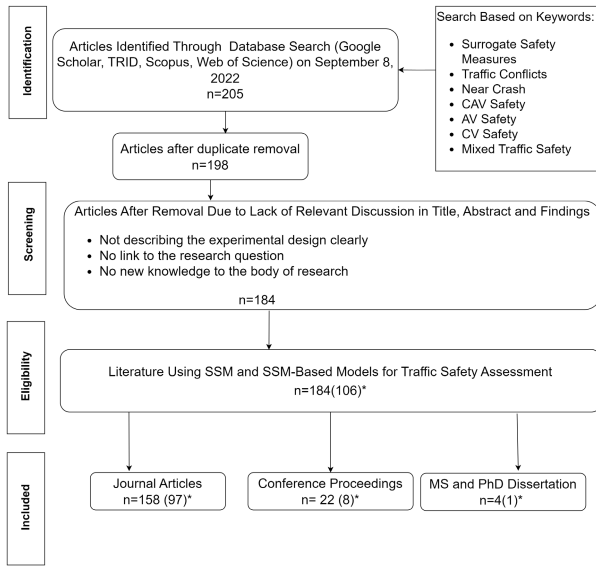 Identification
Articles Identified Through Database Search (Google
Scholar, TRID, Scopus, Web of Science) on September 8,
2022
n=205
Search Based on Keywords:
• Surrogate Safety
Measures
• Traffic Conflicts
• Near Crash
• CAV Safety
• AV Safety
• CV Safety
• Mixed Traffic Safety
Articles after duplicate removal
n=198
Screening
Articles After Removal Due to Lack of Relevant Discussion in Title, Abstract and Findings
• Not describing the experimental design clearly
• No link to the research question
• No new knowledge to the body of research
n=184
Eligibility
Literature Using SSM and SSM-Based Models for Traffic Safety Assessment
n=184(106)*
Included
Journal Articles
n=158 (97)*
Conference Proceedings
n= 22 (8)*
MS and PhD Dissertation
n=4(1)*